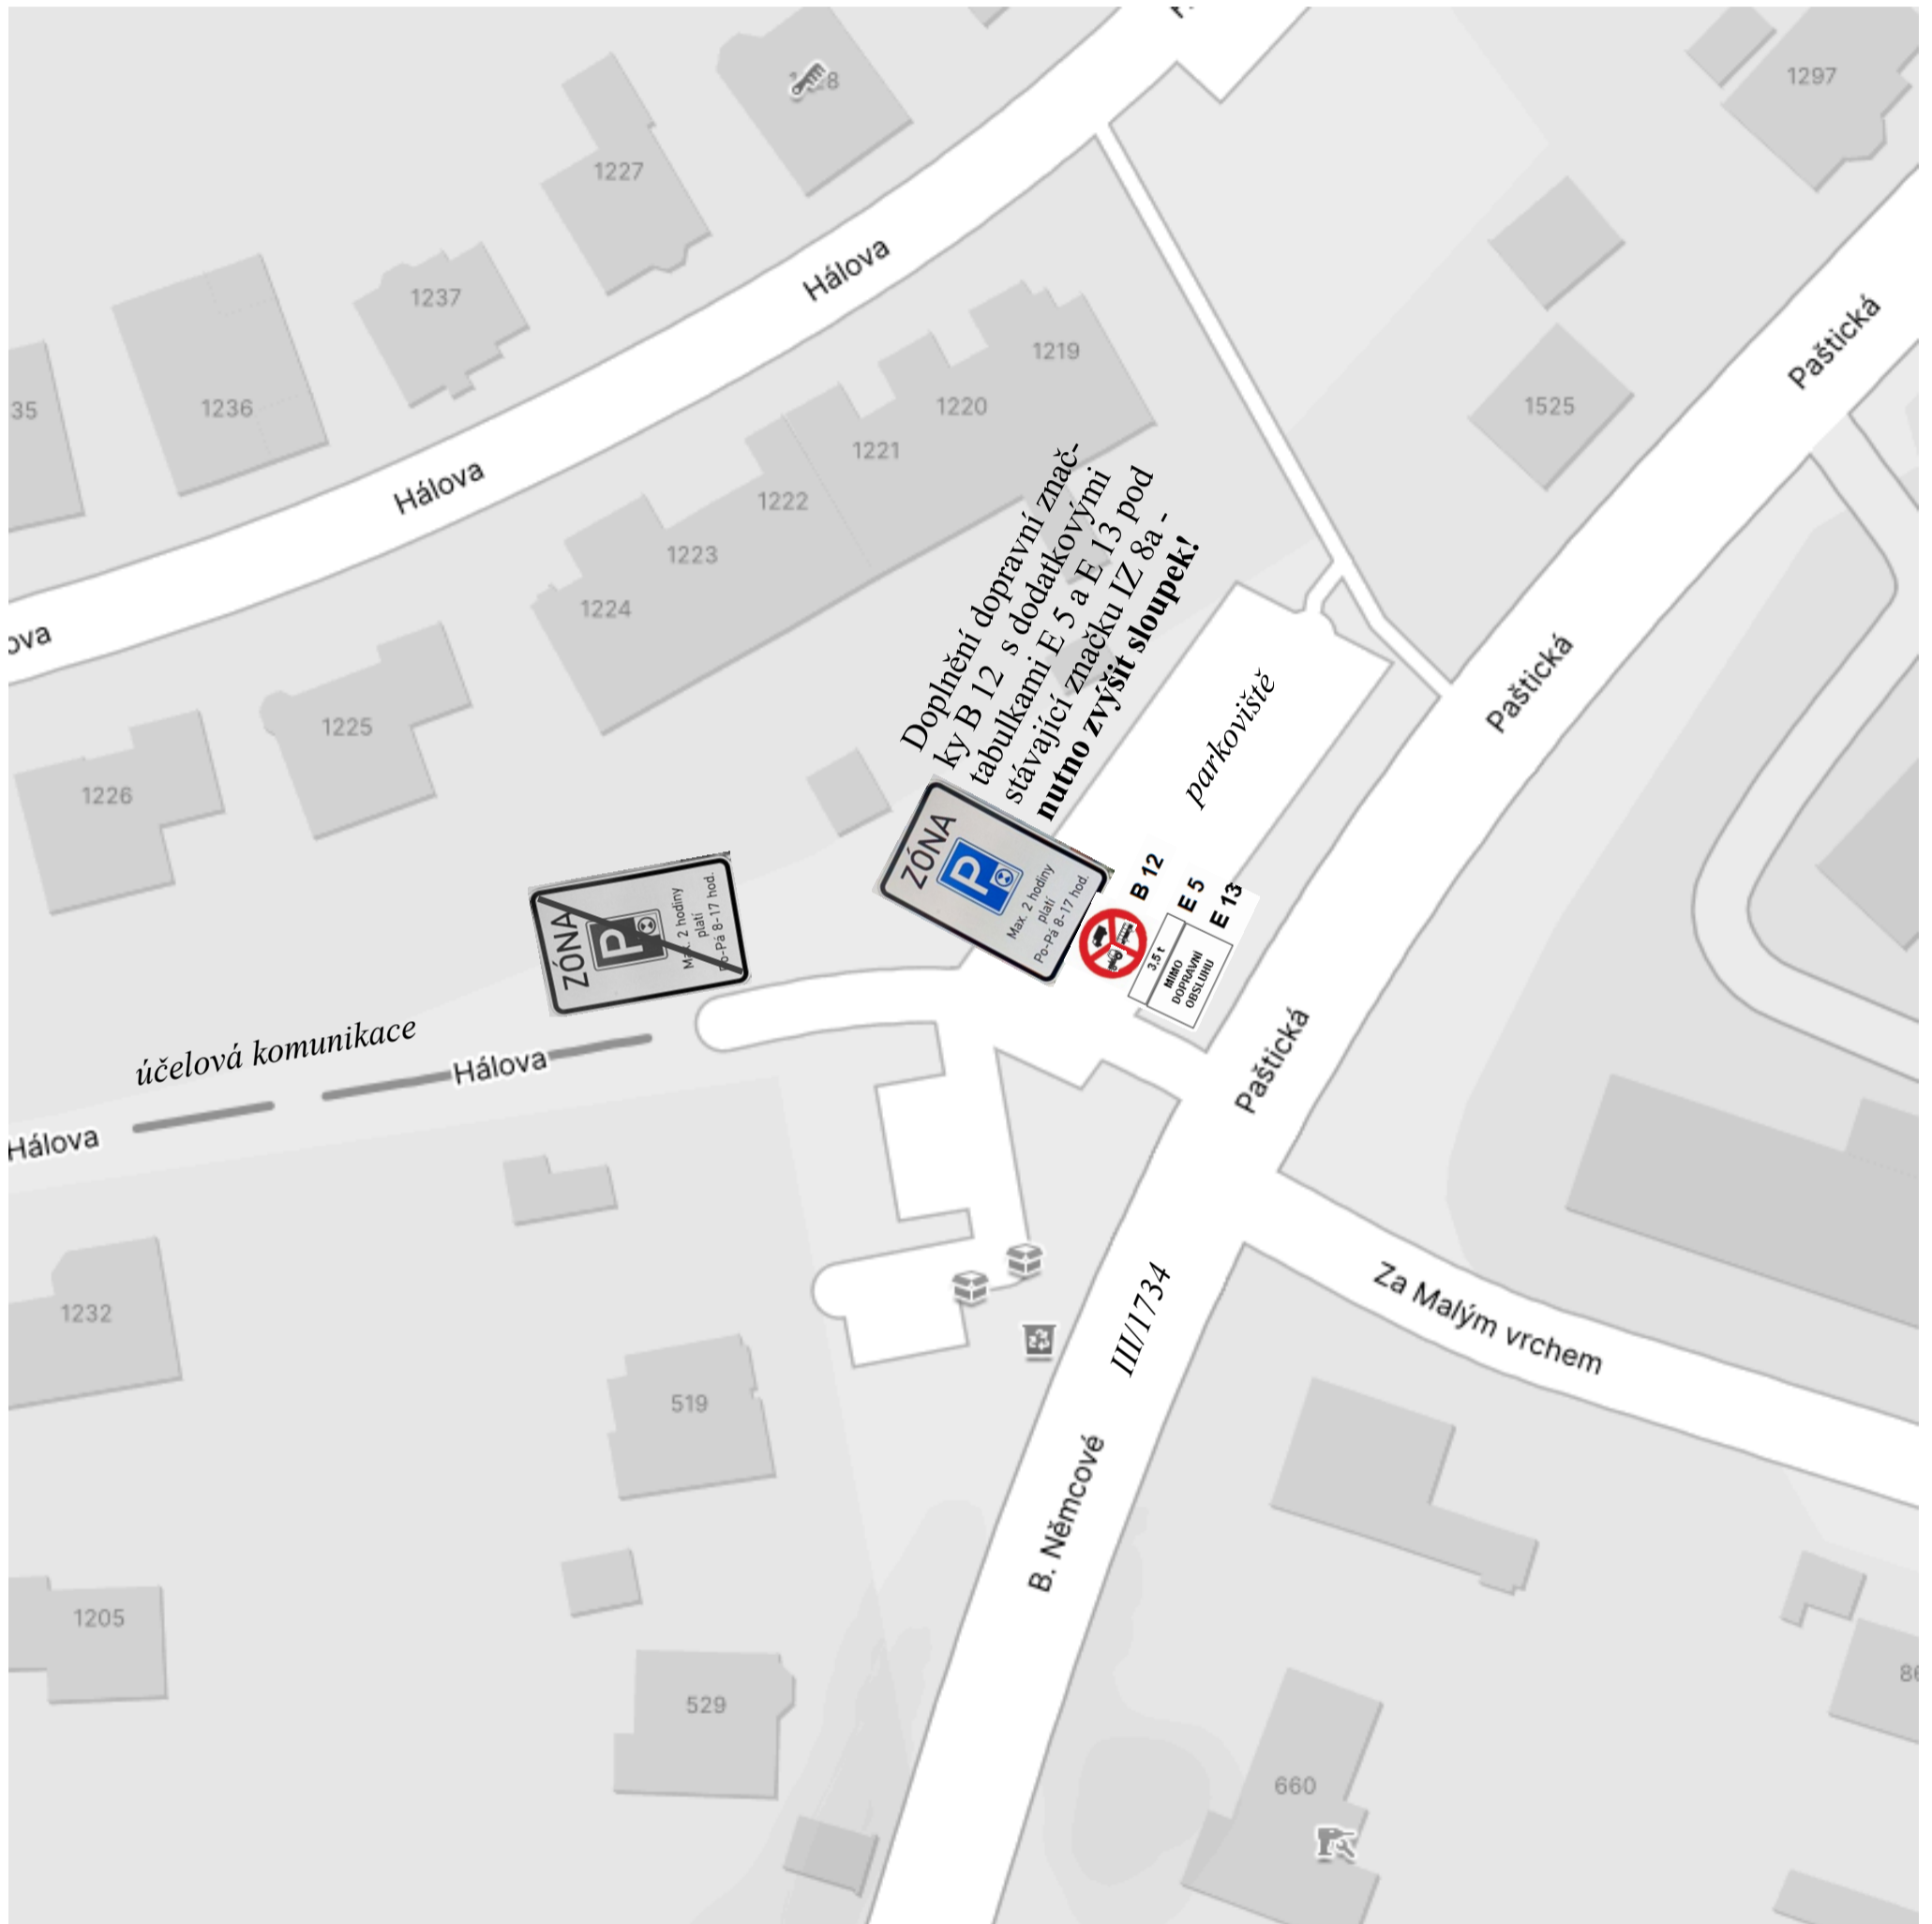 1297
1227
Hálova
1237
1219
Paštická
35
1236
1220
1525
1221
Hálova
1222
1223
1224
ova
Doplnění dopravní znač-
ky B 12 s dodatkovými
tabulkami E 5 a E 13 pod
stávající značku IZ 8a -
nutno zvýšit sloupek!
Paštická
1225
parkoviště
1226
ZÓNA
P
Max. 2 hodiny
platí
Po-Pá 8-17 hod.
B 12
E 5
E 13
3,5 t
MIMO
DOPRAVNÍ
OBSLUHU
ZÓNA
P
Max. 2 hodiny
platí
Po-Pá 8-17 hod.
účelová komunikace
Hálova
Paštická
Hálova
1232
III/1734
Za Malým vrchem
519
B. Němcové
1205
529
660